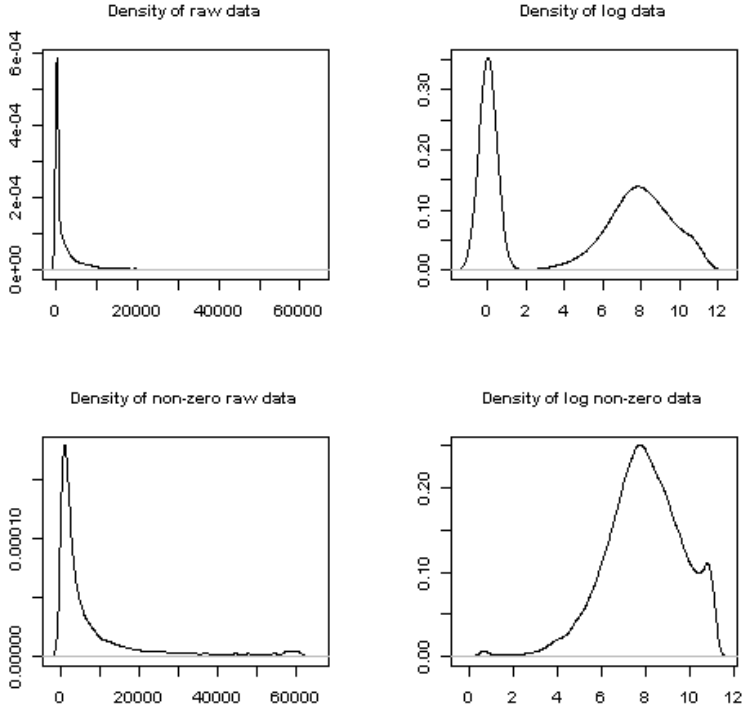 Density of raw data
0e+00 2e-04 4e-04 6e-04
0 20000 40000 60000
Density of log data
0.00 0.10 0.20 0.30
0 2 4 6 8 10 12
Density of non-zero raw data
0.00000 0.00010
0 20000 40000 60000
Density of log non-zero data
0.00 0.10 0.20
0 2 4 6 8 10 12